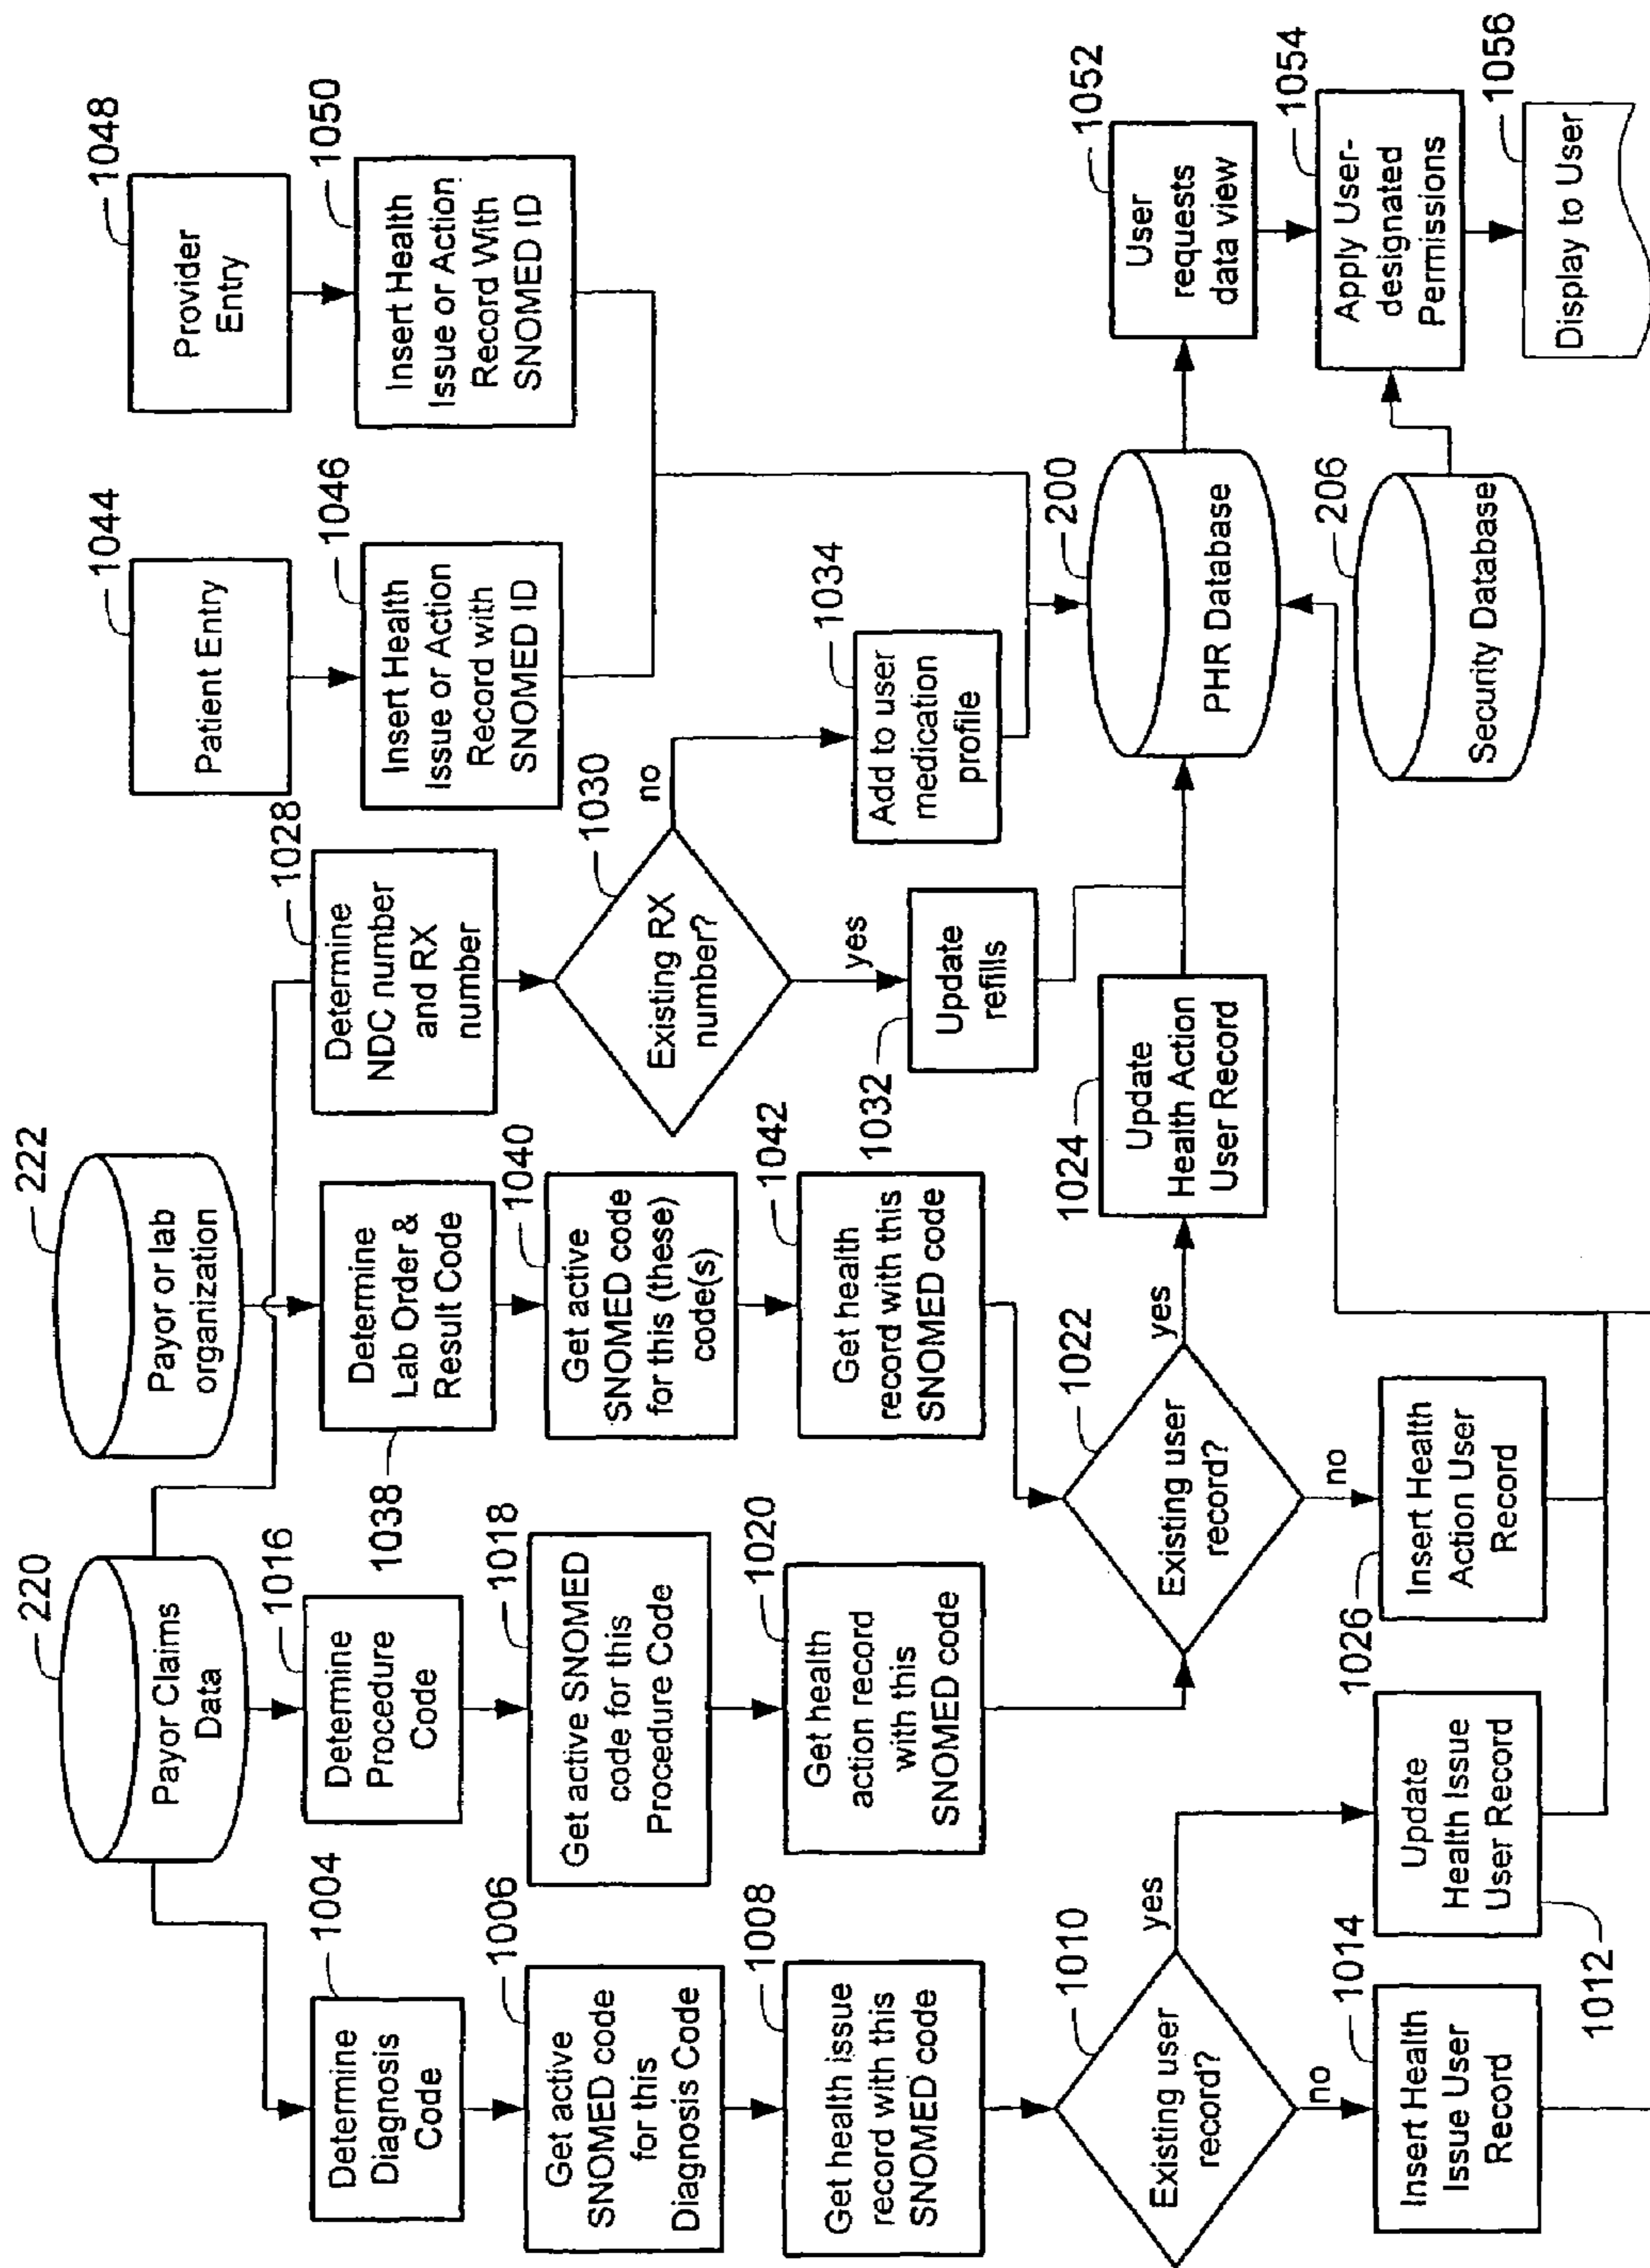 220
Payor Claims
Data
222
Payor or lab
organization
1044
Patient Entry
1048
Provider
Entry
1004
Determine
Diagnosis
Code
1016
Determine
Procedure
Code
Determine
Lab Order &
Result Code
1038
1028
Determine
NDC number
and RX
number
1046
Insert Health
Issue or Action
Record with
SNOMED ID
1050
Insert Health
Issue or Action
Record With
SNOMED ID
1006
Get active
SNOMED code
for this
Diagnosis Code
1018
Get active SNOMED
code for this
Procedure Code
1040
Get active
SNOMED code
for this (these)
code(s)
1030
Existing RX
number?
no
yes
1008
Get health issue
record with this
SNOMED code
1020
Get health
action record
with this
SNOMED code
1042
Get health
record with this
SNOMED code
1032
Update
refills
1034
Add to user
medication
profile
1010
Existing user
record?
yes
no
1022
Existing user
record?
yes
no
1024
Update
Health Action
User Record
200
PHR Database
1052
User
requests
data view
1014
Insert Health
Issue User
Record
Update
Health Issue
User Record
1012
1026
Insert Health
Action User
Record
206
Security Database
1054
Apply User-
designated
Permissions
1056
Display to User